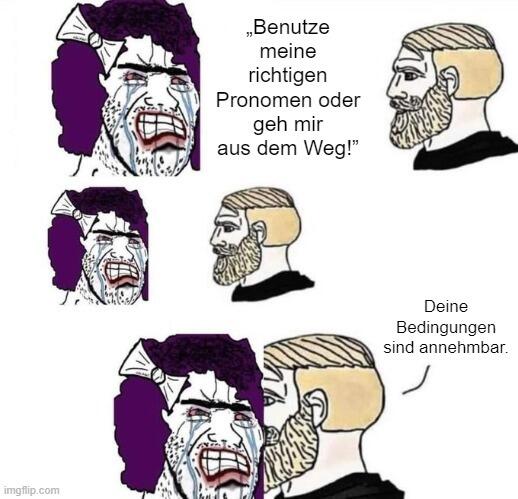 „Benutze
meine
richtigen
Pronomen oder
geh mir
aus dem Weg!”
Deine
Bedingungen
sind annehmbar.
imgflip.com